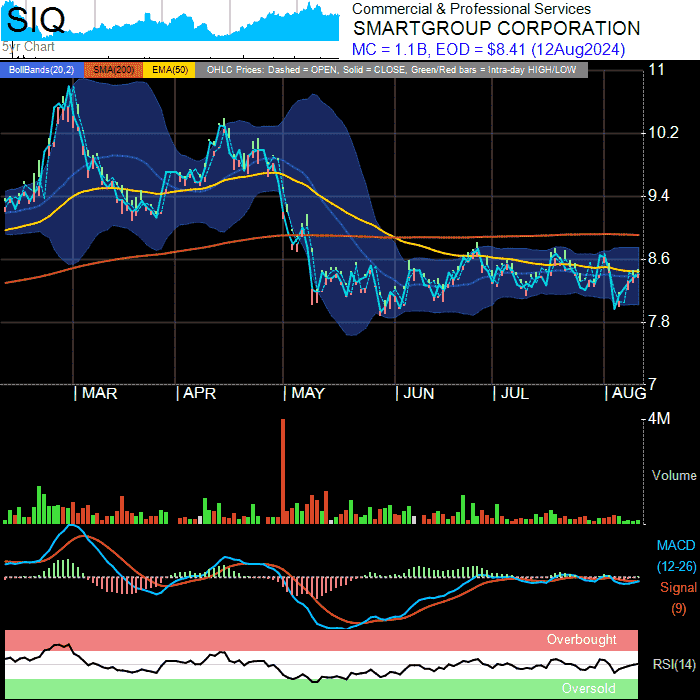 SIQ
5yr Chart
Commercial & Professional Services
SMARTGROUP CORPORATION
MC = 1.1B, EOD = $8.41 (12Aug2024)
BollBands(20,2) SMA(200) EMA(50) OHLC Prices: Dashed = OPEN, Solid = CLOSE, Green/Red bars = Intra-day HIGH/LOW
11
10.2
9.4
8.6
7.8
7
| MAR | APR | MAY | JUN | JUL | AUG
4M
Volume
MACD
(12-26)
Signal
(9)
Overbought
RSI(14)
Oversold